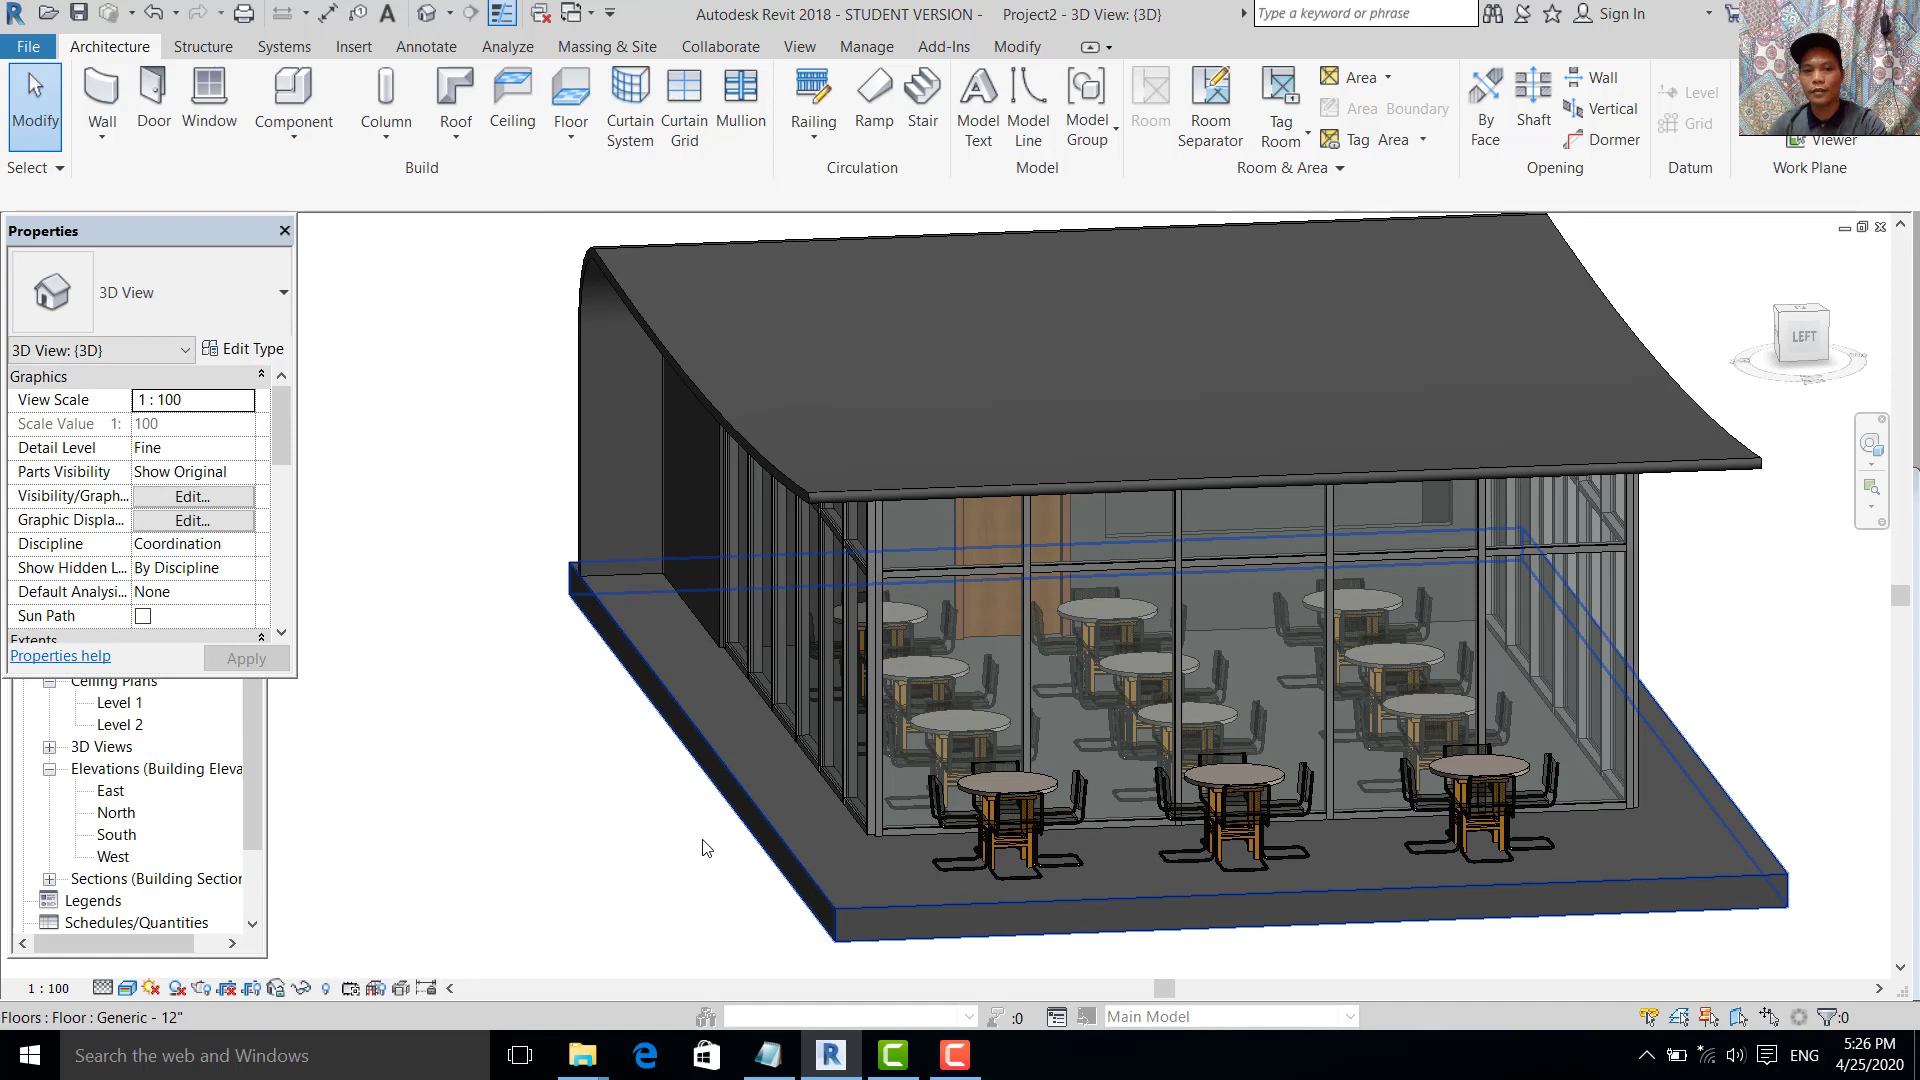 Autodesk Revit 2018 - STUDENT VERSION - Project2 - 3D View: {3D}
Type a keyword or phrase
Sign In
File Architecture Structure Systems Insert Annotate Analyze Massing & Site Collaborate View Manage Add-Ins Modify
Modify
Wall
Door
Window
Component
Column
Roof
Ceiling
Floor
Curtain
System
Curtain
Grid
Mullion
Railing
Ramp
Stair
Model
Text
Model
Line
Model
Group
Room
Room
Separator
Tag
Room
Area
Area Boundary
Tag Area
By
Face
Shaft
Wall
Vertical
Dormer
Level
Grid
Viewer
Select
Build
Circulation
Model
Room & Area
Opening
Datum
Work Plane
Properties
3D View
3D View: {3D}
Edit Type
Graphics
View Scale 1 : 100
Scale Value 1: 100
Detail Level Fine
Parts Visibility Show Original
Visibility/Graph... Edit...
Graphic Displa... Edit...
Discipline Coordination
Show Hidden L... By Discipline
Default Analysi... None
Sun Path
Extents
Properties help
Apply
Ceiling Plans
Level 1
Level 2
3D Views
Elevations (Building Eleva
East
North
South
West
Sections (Building Section
Legends
Schedules/Quantities
LEFT
1 : 100
Floors : Floor : Generic - 12"
:0
Main Model
:0
Search the web and Windows
ENG
5:26 PM
4/25/2020